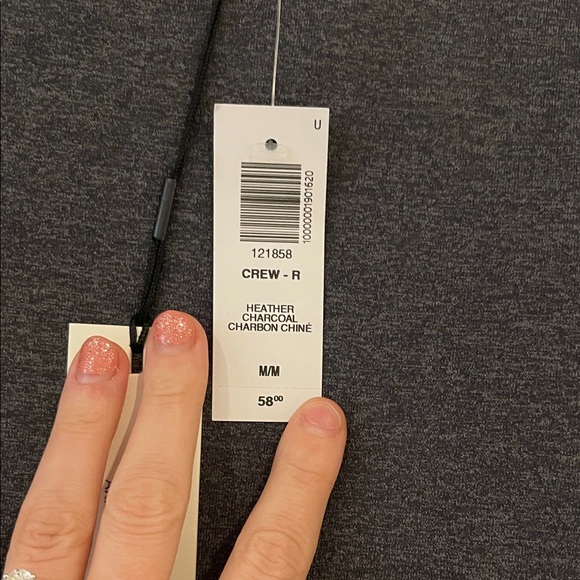 U
10000001901620
121858
CREW - R
HEATHER
CHARCOAL
CHARBON CHINÉ
M/M
58⁰⁰